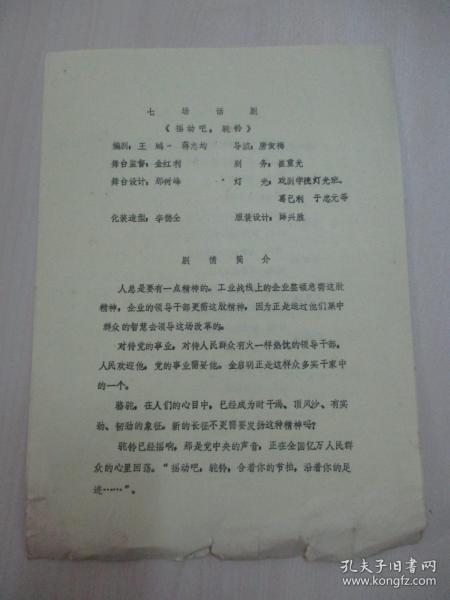 七场话剧
《摇动吧，驼铃》
编剧：王 一 蒋志均 导演：唐俊梅
舞台监督：金红利 剧务：崔重光
舞台设计：邢树峰 灯光：戏剧学院灯光班。
葛已利 于忠元等
化装造型：李 全 服装设计：薛兴胜
剧情简介
人总是要有一点精神的。工业战线上的企业整顿急需这股
精神，企业的领导干部更需这股精神，因为正是通过他们集中
群众的智慧会领导这场改革的。
对待党的事业，对待人民群众有火一样热忱的领导干部，
人民欢迎他，党的事业需要他。金启明正是这样众多实干家中
的一个。
骆驼，在人们的心目中，已经成为耐干渴、顶风沙、有实
劲、韧劲的象征。新的长征不更需要发扬这种精神吗？
驼铃已经摇响，那是党中央的声音，正在全国亿万人民群
众的心里回荡。“摇动吧，驼铃，合着你的节拍，沿着你的足
迹……”。
孔夫子旧书网
www.kongfz.com